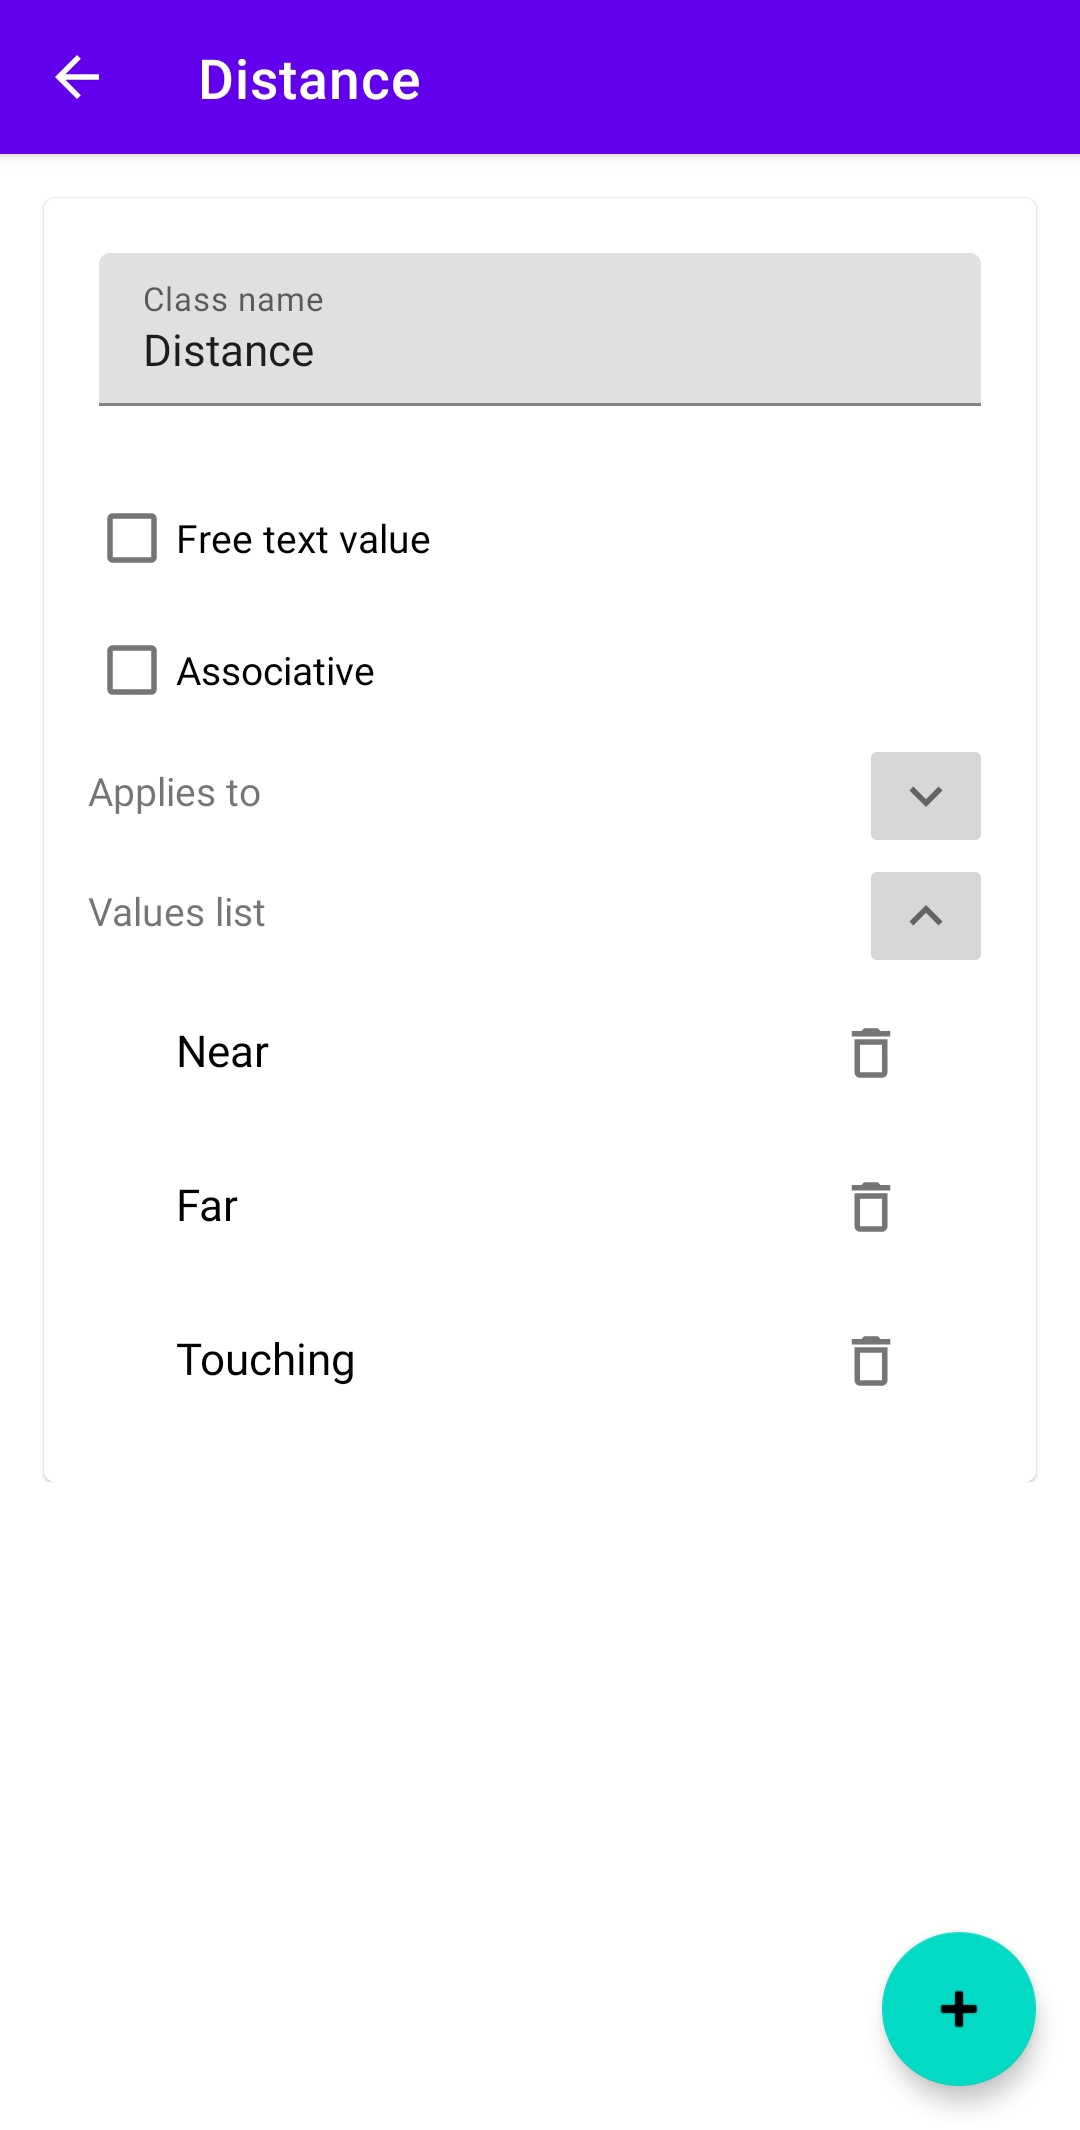 Distance
Class name
Distance
Free text value
Associative
Applies to
Values list
Near
Far
Touching